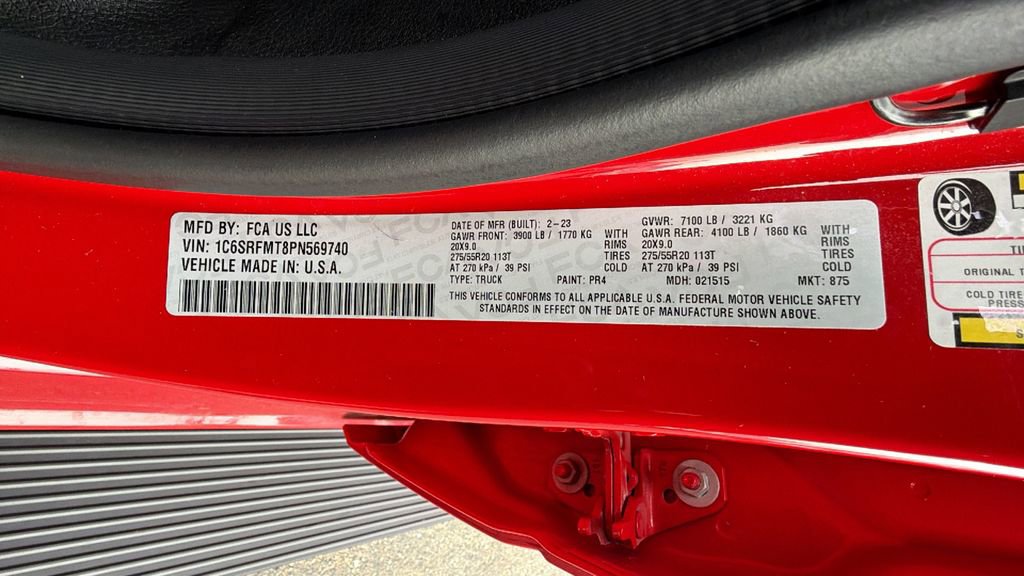 MFD BY: FCA US LLC
VIN: 1C6SRFMT8PN569740
VEHICLE MADE IN: U.S.A.
DATE OF MFR (BUILT): 2-23
GAWR FRONT: 3900 LB / 1770 KG WITH
20X9.0 RIMS
275/55R20 113T TIRES
AT 270 kPa / 39 PSI COLD
TYPE: TRUCK PAINT: PR4
GVWR: 7100 LB / 3221 KG
GAWR REAR: 4100 LB / 1860 KG WITH
20X9.0 RIMS
275/55R20 113T TIRES
AT 270 kPa / 39 PSI COLD
MDH: 021515 MKT: 875
THIS VEHICLE CONFORMS TO ALL APPLICABLE U.S.A. FEDERAL MOTOR VEHICLE SAFETY
STANDARDS IN EFFECT ON THE DATE OF MANUFACTURE SHOWN ABOVE.
ORIGINAL
COLD